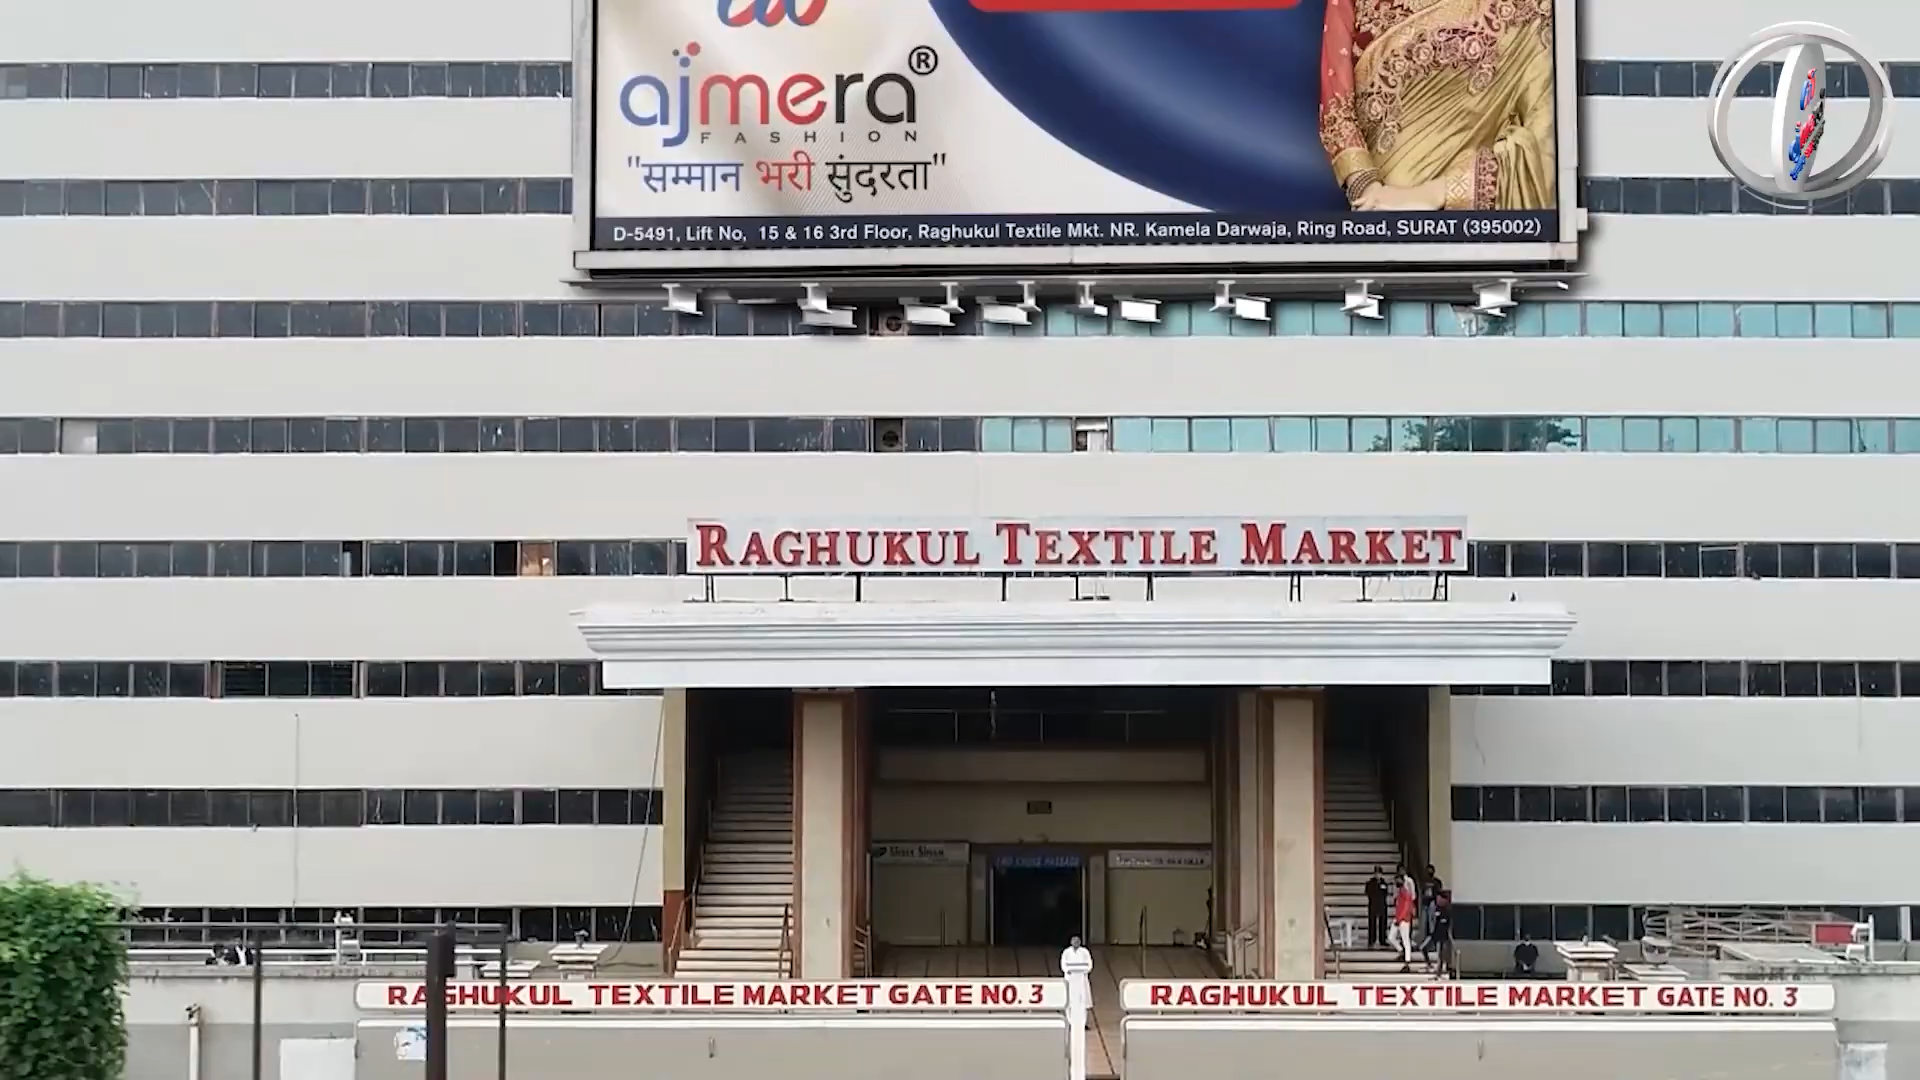 ajmera®
FASHION
"सम्मान भरी सुंदरता"
D-5491, Lift No, 15 & 16 3rd Floor, Raghukul Textile Mkt. NR. Kamela Darwaja, Ring Road, SURAT (395002)
RAGHUKUL TEXTILE MARKET
RAGHUKUL TEXTILE MARKET GATE NO. 3
RAGHUKUL TEXTILE MARKET GATE NO. 3